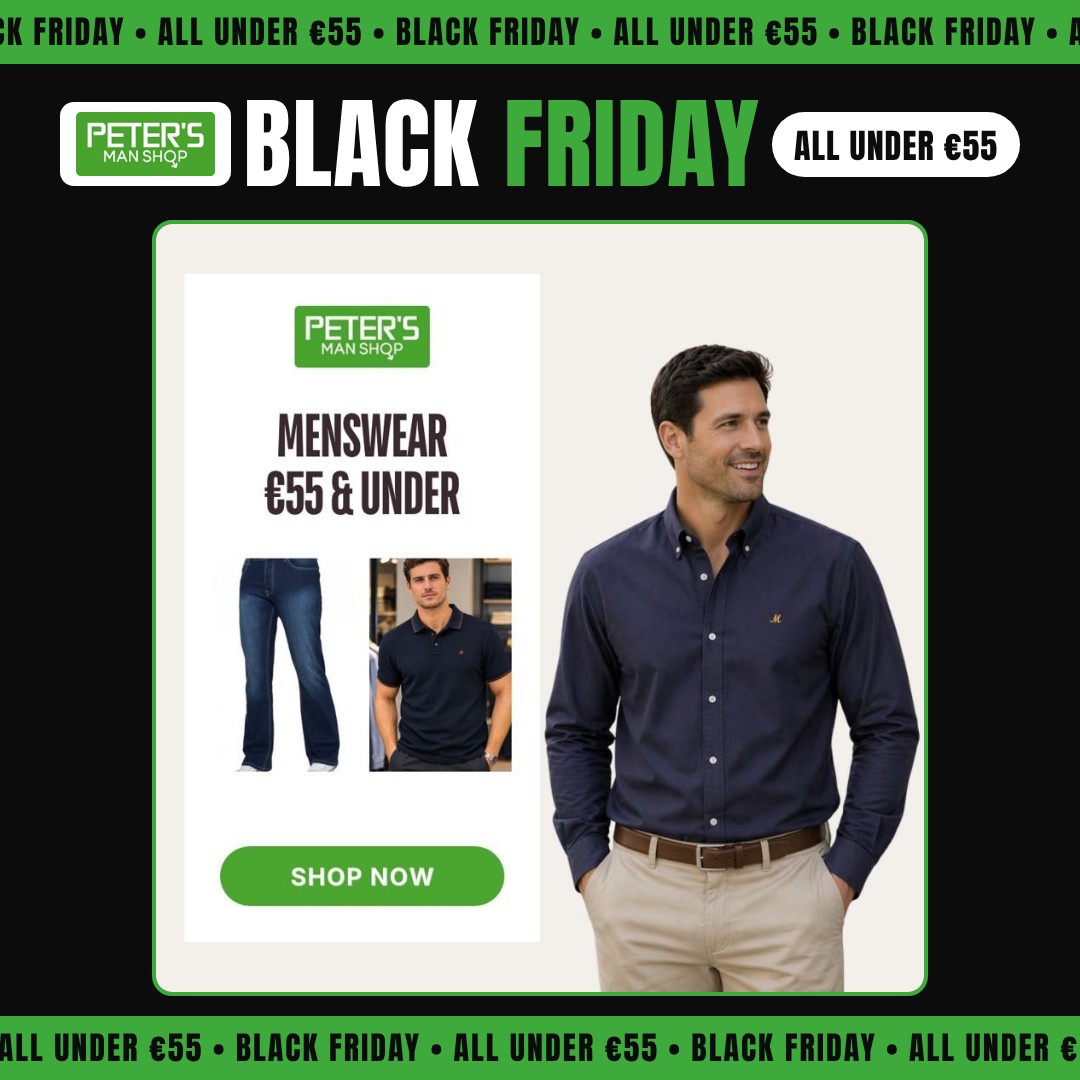 CK FRIDAY • ALL UNDER €55 • BLACK FRIDAY • ALL UNDER €55 • BLACK FRIDAY • A
PETER'S
MAN SHOP
BLACK FRIDAY
ALL UNDER €55
PETER'S
MAN SHOP
MENSWEAR
€55 & UNDER
M
SHOP NOW
ALL UNDER €55 • BLACK FRIDAY • ALL UNDER €55 • BLACK FRIDAY • ALL UNDER €